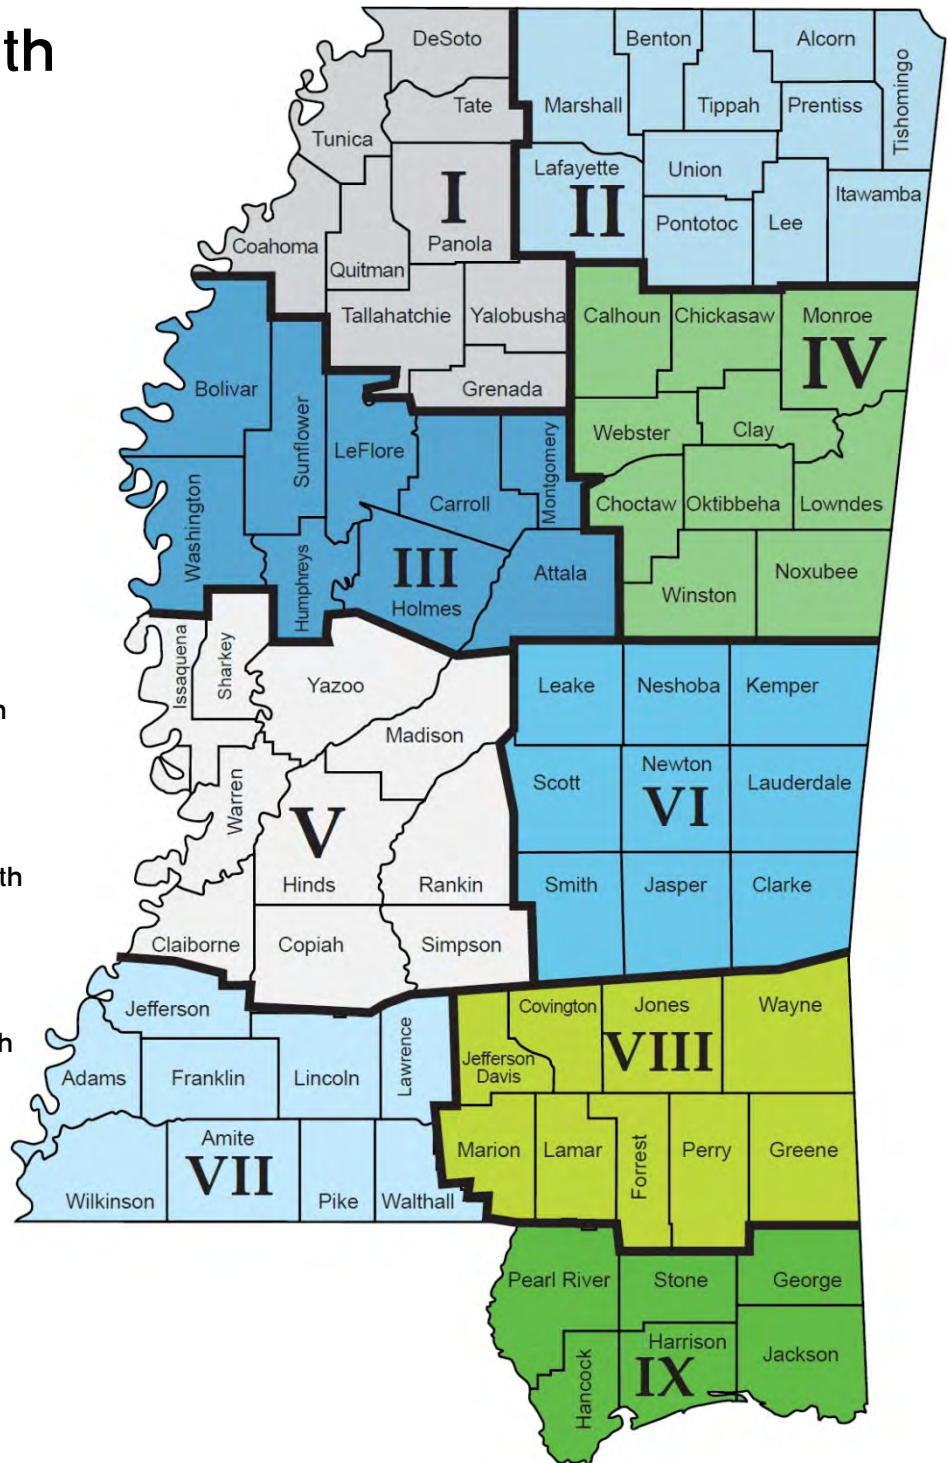 th
DeSoto
Benton
Alcorn
Tishomingo
Marshall
Tate
Tippah
Prentiss
Tunica
Lafayette
Union
Itawamba
I
II
Pontotoc
Lee
Coahoma
Panola
Quitman
Tallahatchie
Yalobusha
Calhoun
Chickasaw
Monroe
IV
Bolivar
Grenada
Sunflower
LeFlore
Montgomery
Webster
Clay
Carroll
Choctaw
Oktibbeha
Lowndes
Washington
Humphreys
III
Holmes
Attala
Winston
Noxubee
Issaquena
Sharkey
Yazoo
Leake
Neshoba
Kemper
n
Madison
Warren
Scott
Newton
VI
Lauderdale
V
th
Hinds
Rankin
Smith
Jasper
Clarke
Claiborne
Copiah
Simpson
Jefferson
Lawrence
Covington
Jones
Wayne
h
VIII
Adams
Franklin
Lincoln
Jefferson
Davis
Amite
VII
Marion
Lamar
Forrest
Perry
Greene
Wilkinson
Pike
Walthall
Pearl River
Stone
George
Hancock
Harrison
IX
Jackson